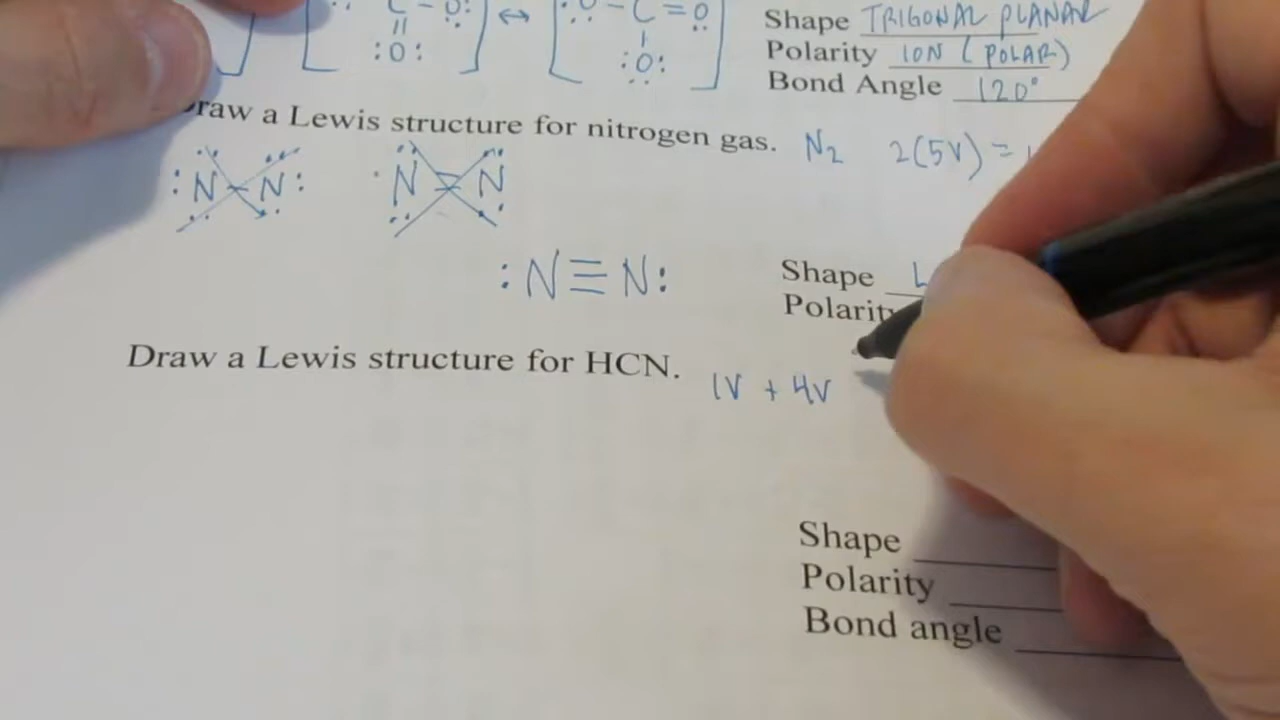 C - O: ↔ :O - C = O
:O: :O:
Shape TRIGONAL PLANAR
Polarity ION (POLAR)
Bond Angle 120°
Draw a Lewis structure for nitrogen gas. N2 2(5V) =
:N - N: N = N
:N≡N:
Shape L
Polarity
Draw a Lewis structure for HCN. 1V + 4V
Shape
Polarity
Bond angle